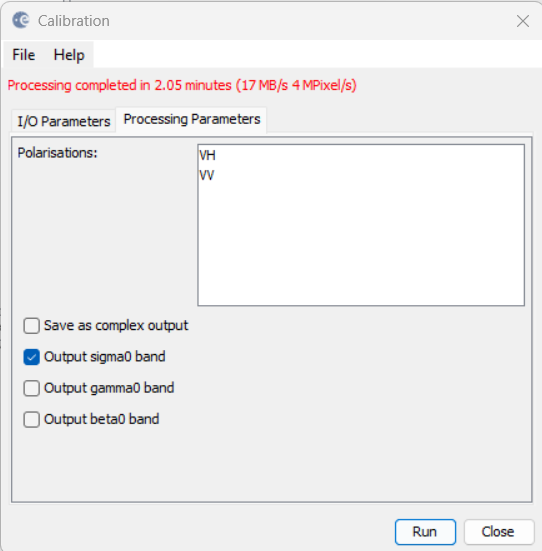 Calibration
File Help
Processing completed in 2.05 minutes (17 MB/s 4 MPixel/s)
I/O Parameters Processing Parameters
Polarisations:
VH
VV
Save as complex output
Output sigma0 band
Output gamma0 band
Output beta0 band
Run Close